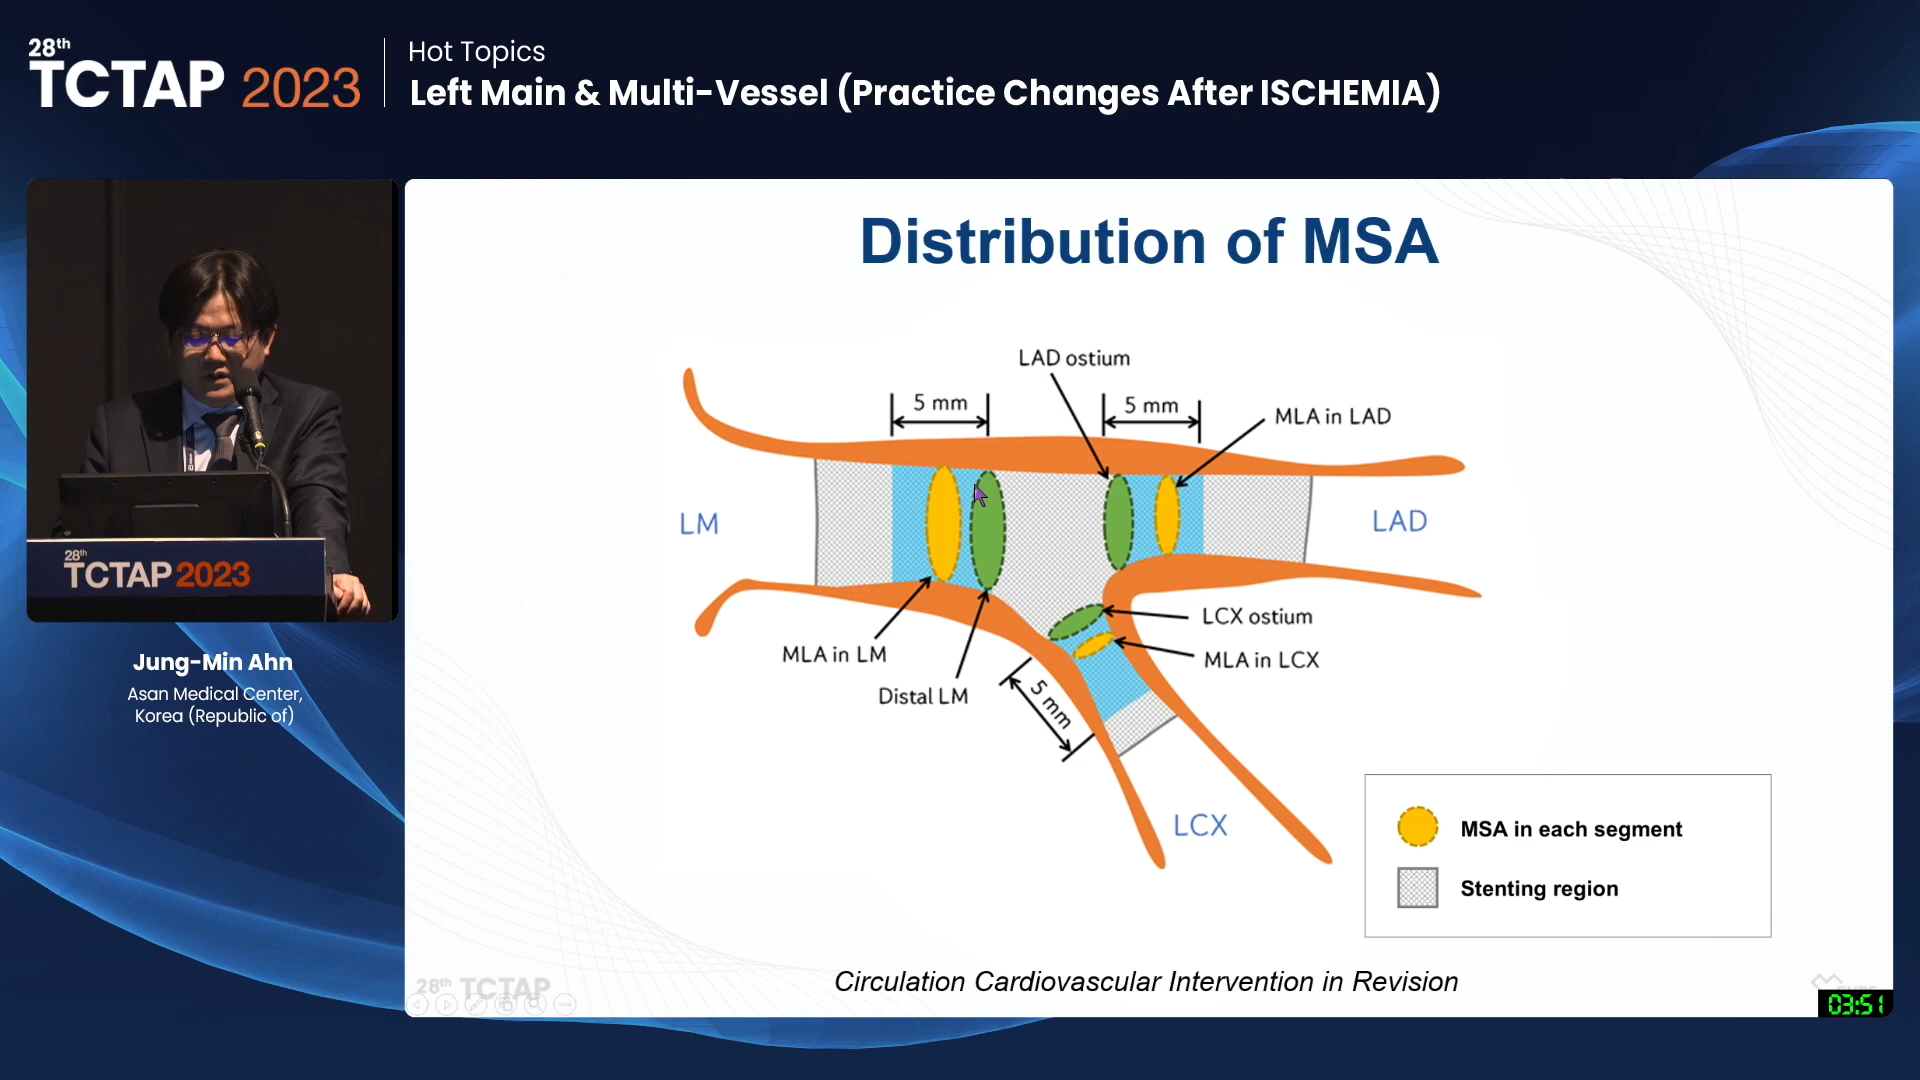 28th
TCTAP 2023
Hot Topics
Left Main & Multi-Vessel (Practice Changes After ISCHEMIA)
28th
TCTAP 2023
Jung-Min Ahn
Asan Medical Center,
Korea (Republic of)
Distribution of MSA
LAD ostium
5 mm
5 mm
MLA in LAD
LM
LAD
LCX ostium
MLA in LM
MLA in LCX
Distal LM
5 mm
LCX
MSA in each segment
Stenting region
Circulation Cardiovascular Intervention in Revision
28th TCTAP
03:51